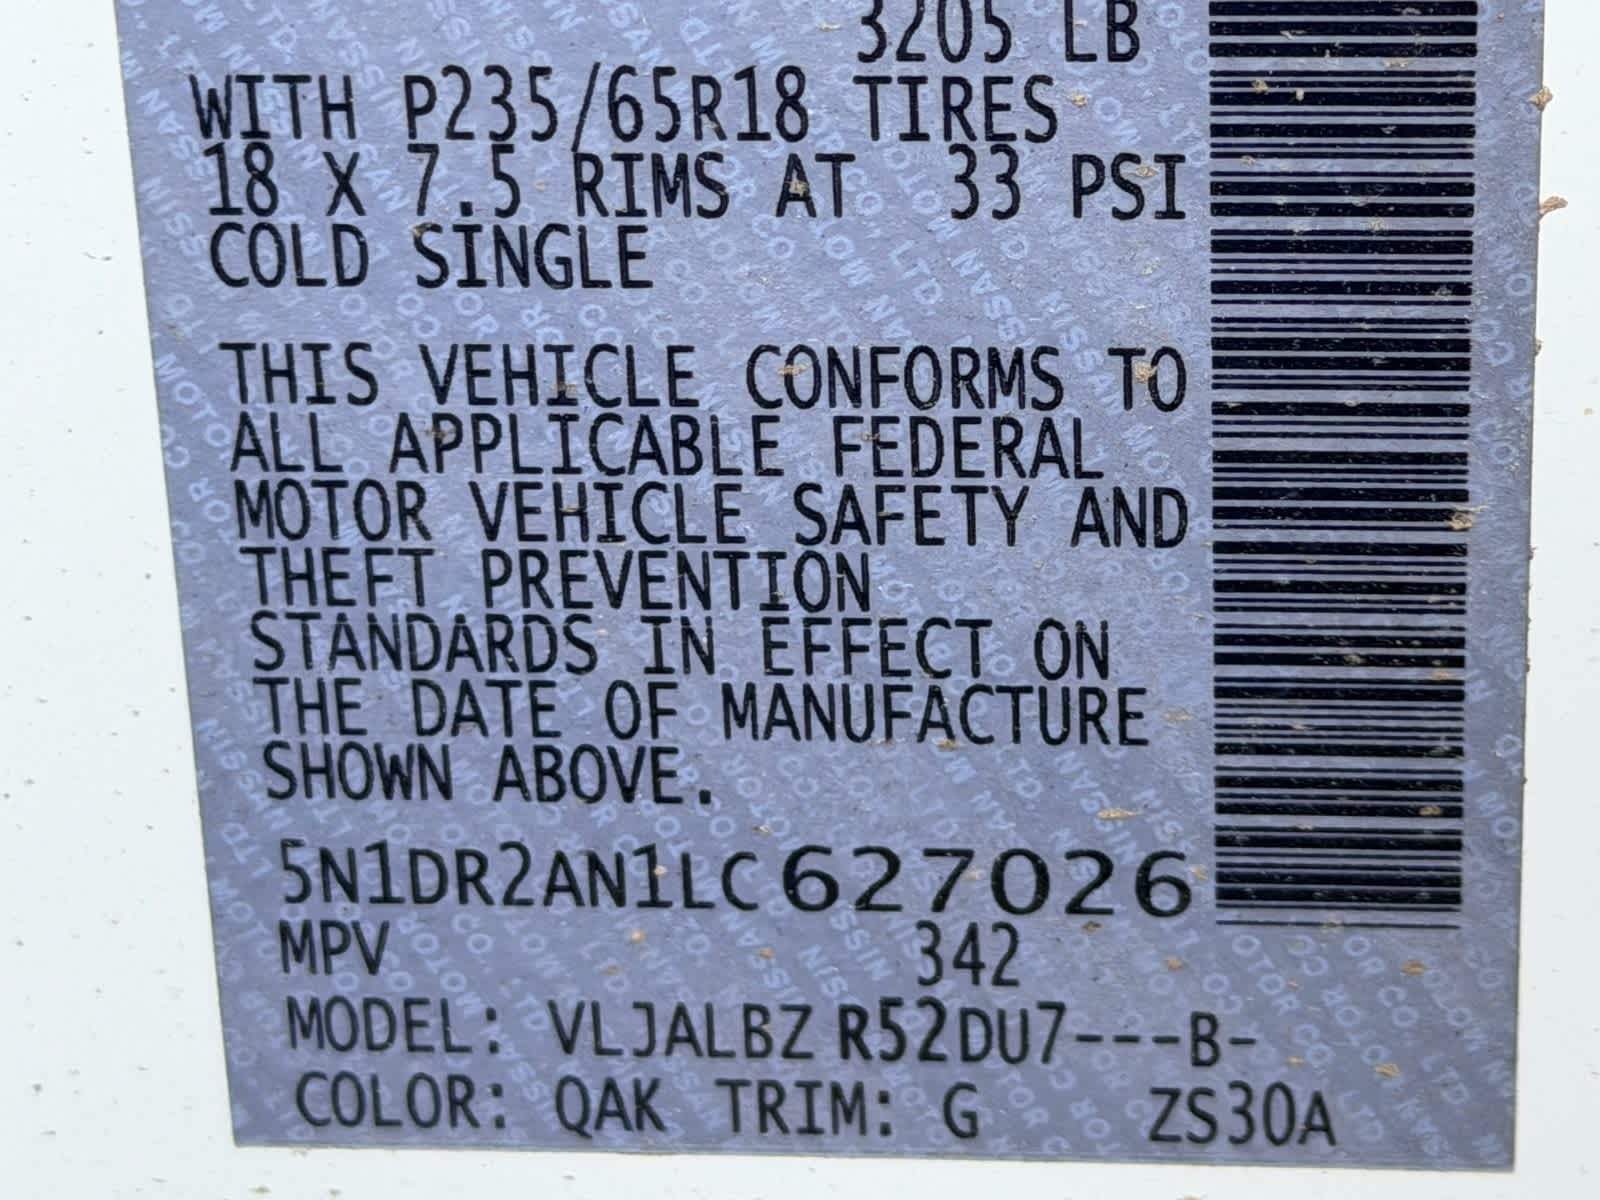 3205 LB
WITH P235/65R18 TIRES
18 X 7.5 RIMS AT 33 PSI
COLD SINGLE
THIS VEHICLE CONFORMS TO
ALL APPLICABLE FEDERAL
MOTOR VEHICLE SAFETY AND
THEFT PREVENTION
STANDARDS IN EFFECT ON
THE DATE OF MANUFACTURE
SHOWN ABOVE.
5N1DR2AN1LC627026
MPV 342
MODEL: VLJALBZ R52DU7---B-
COLOR: QAK TRIM: G ZS30A